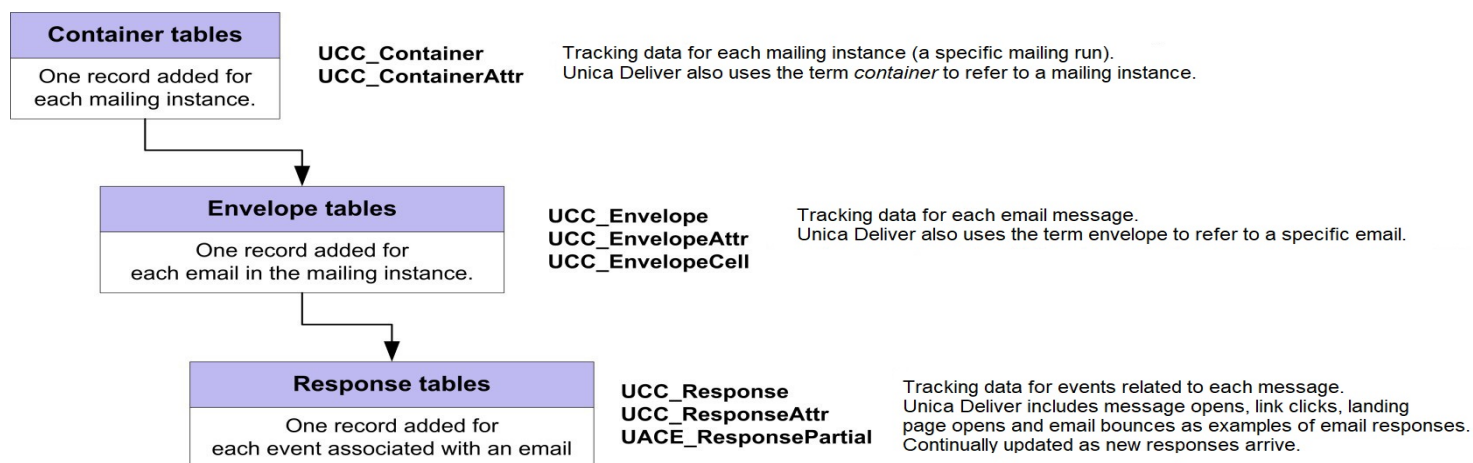 Container tables
One record added for
each mailing instance.
UCC_Container
UCC_ContainerAttr
Tracking data for each mailing instance (a specific mailing run).
Unica Deliver also uses the term container to refer to a mailing instance.
Envelope tables
One record added for
each email in the mailing instance.
UCC_Envelope
UCC_EnvelopeAttr
UCC_EnvelopeCell
Tracking data for each email message.
Unica Deliver also uses the term envelope to refer to a specific email.
Response tables
One record added for
each event associated with an email
UCC_Response
UCC_ResponseAttr
UACE_ResponsePartial
Tracking data for events related to each message.
Unica Deliver includes message opens, link clicks, landing
page opens and email bounces as examples of email responses.
Continually updated as new responses arrive.